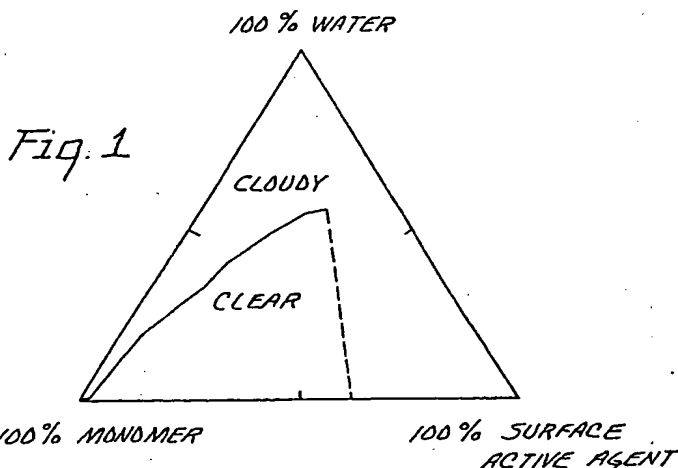 100% WATER
Fig. 1
CLOUDY
CLEAR
100% MONOMER
100% SURFACE
ACTIVE AGENT